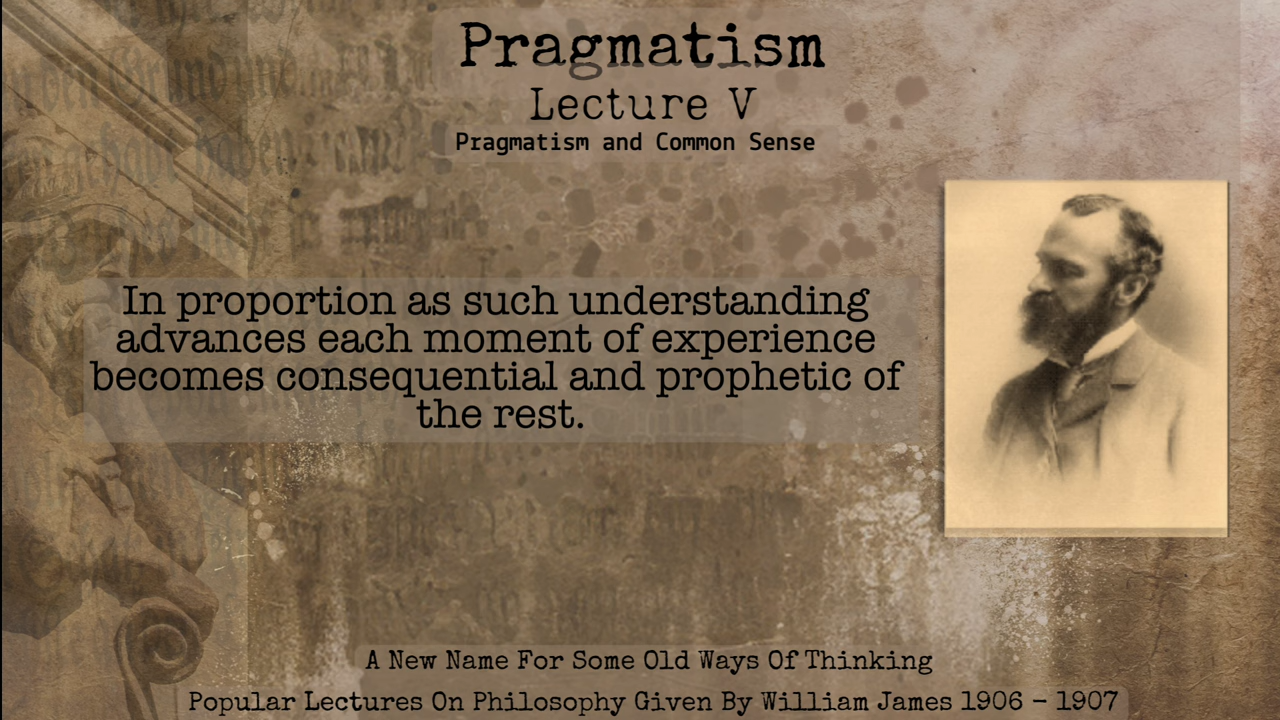 Pragmatism
Lecture V
Pragmatism and Common Sense
In proportion as such understanding
advances each moment of experience
becomes consequential and prophetic of
the rest.
A New Name For Some Old Ways Of Thinking
Popular Lectures On Philosophy Given By William James 1906 - 1907